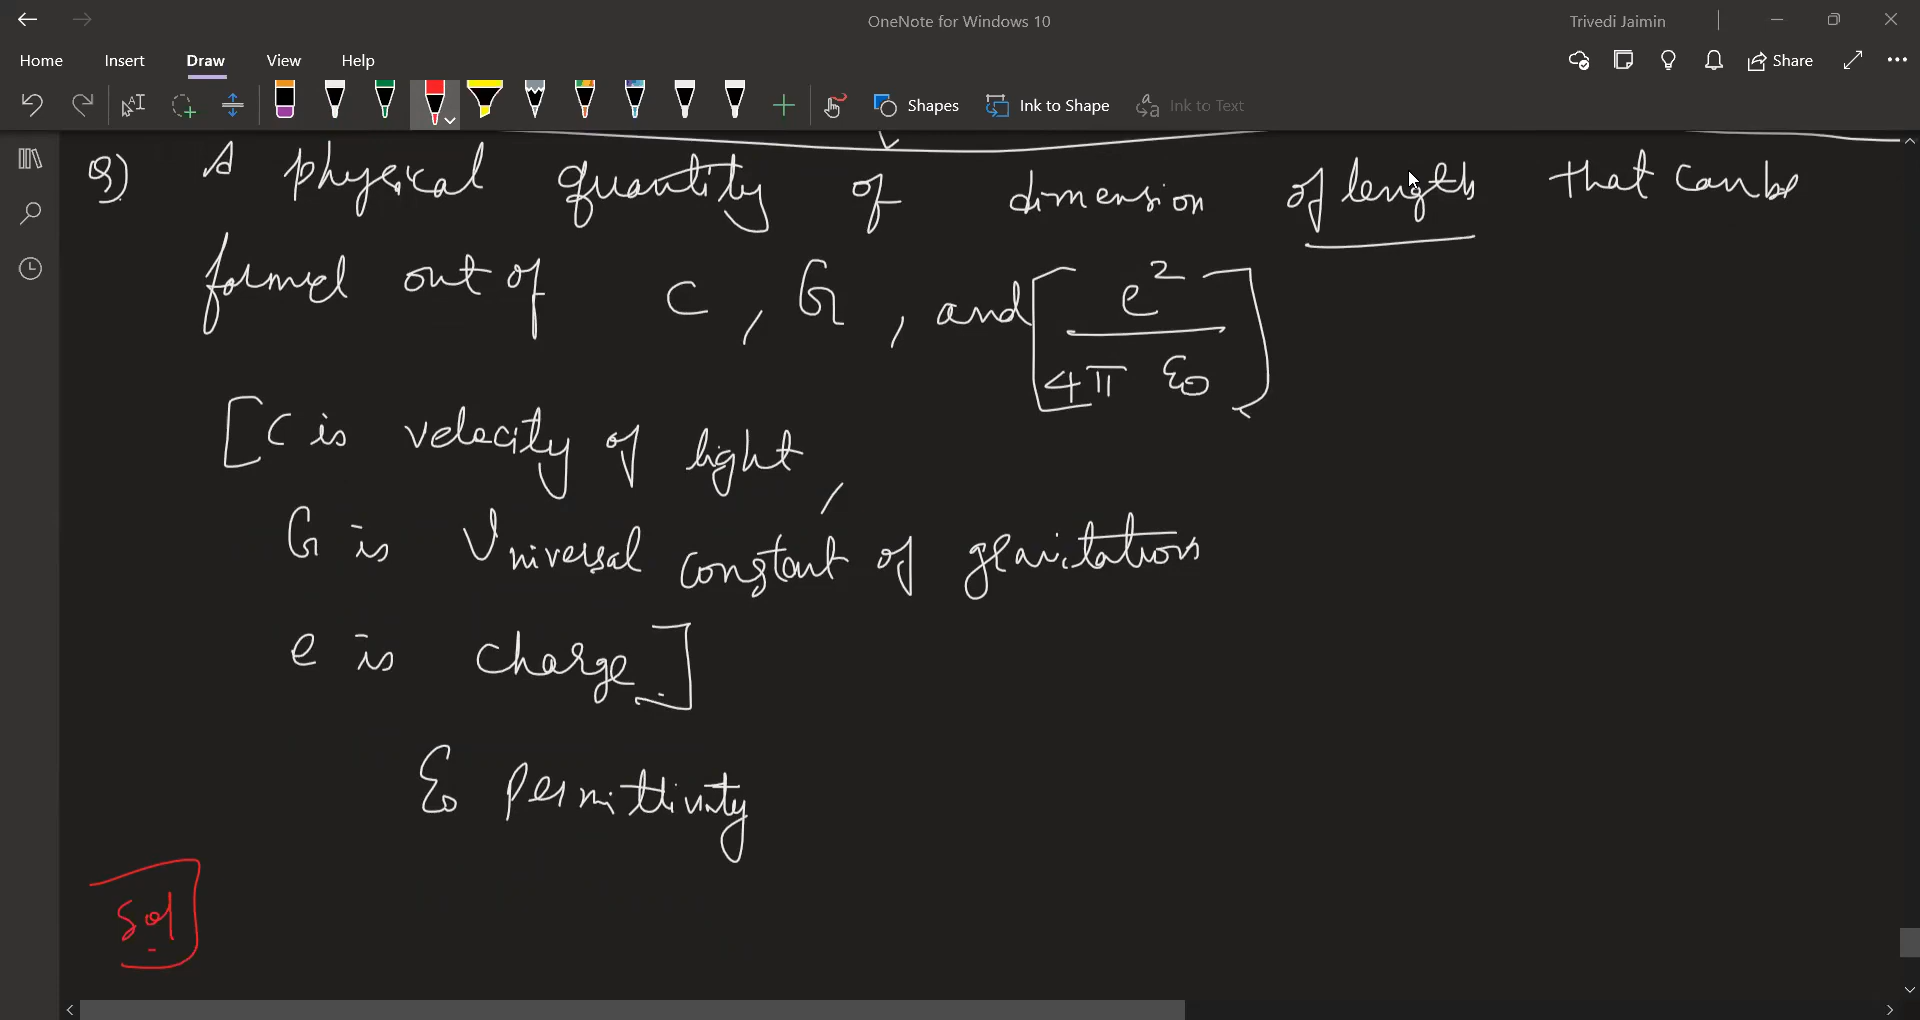 OneNote for Windows 10
Trivedi Jaimin
Home Insert Draw View Help
Share
Shapes Ink to Shape Ink to Text
Q) A physical quantity of dimension of length that can be
formed out of C, G, and [e² / 4π ε₀]
[C is velocity of light,
G is Universal constant of gravitation
e is charge.]
ε₀ Permittivity
Sol